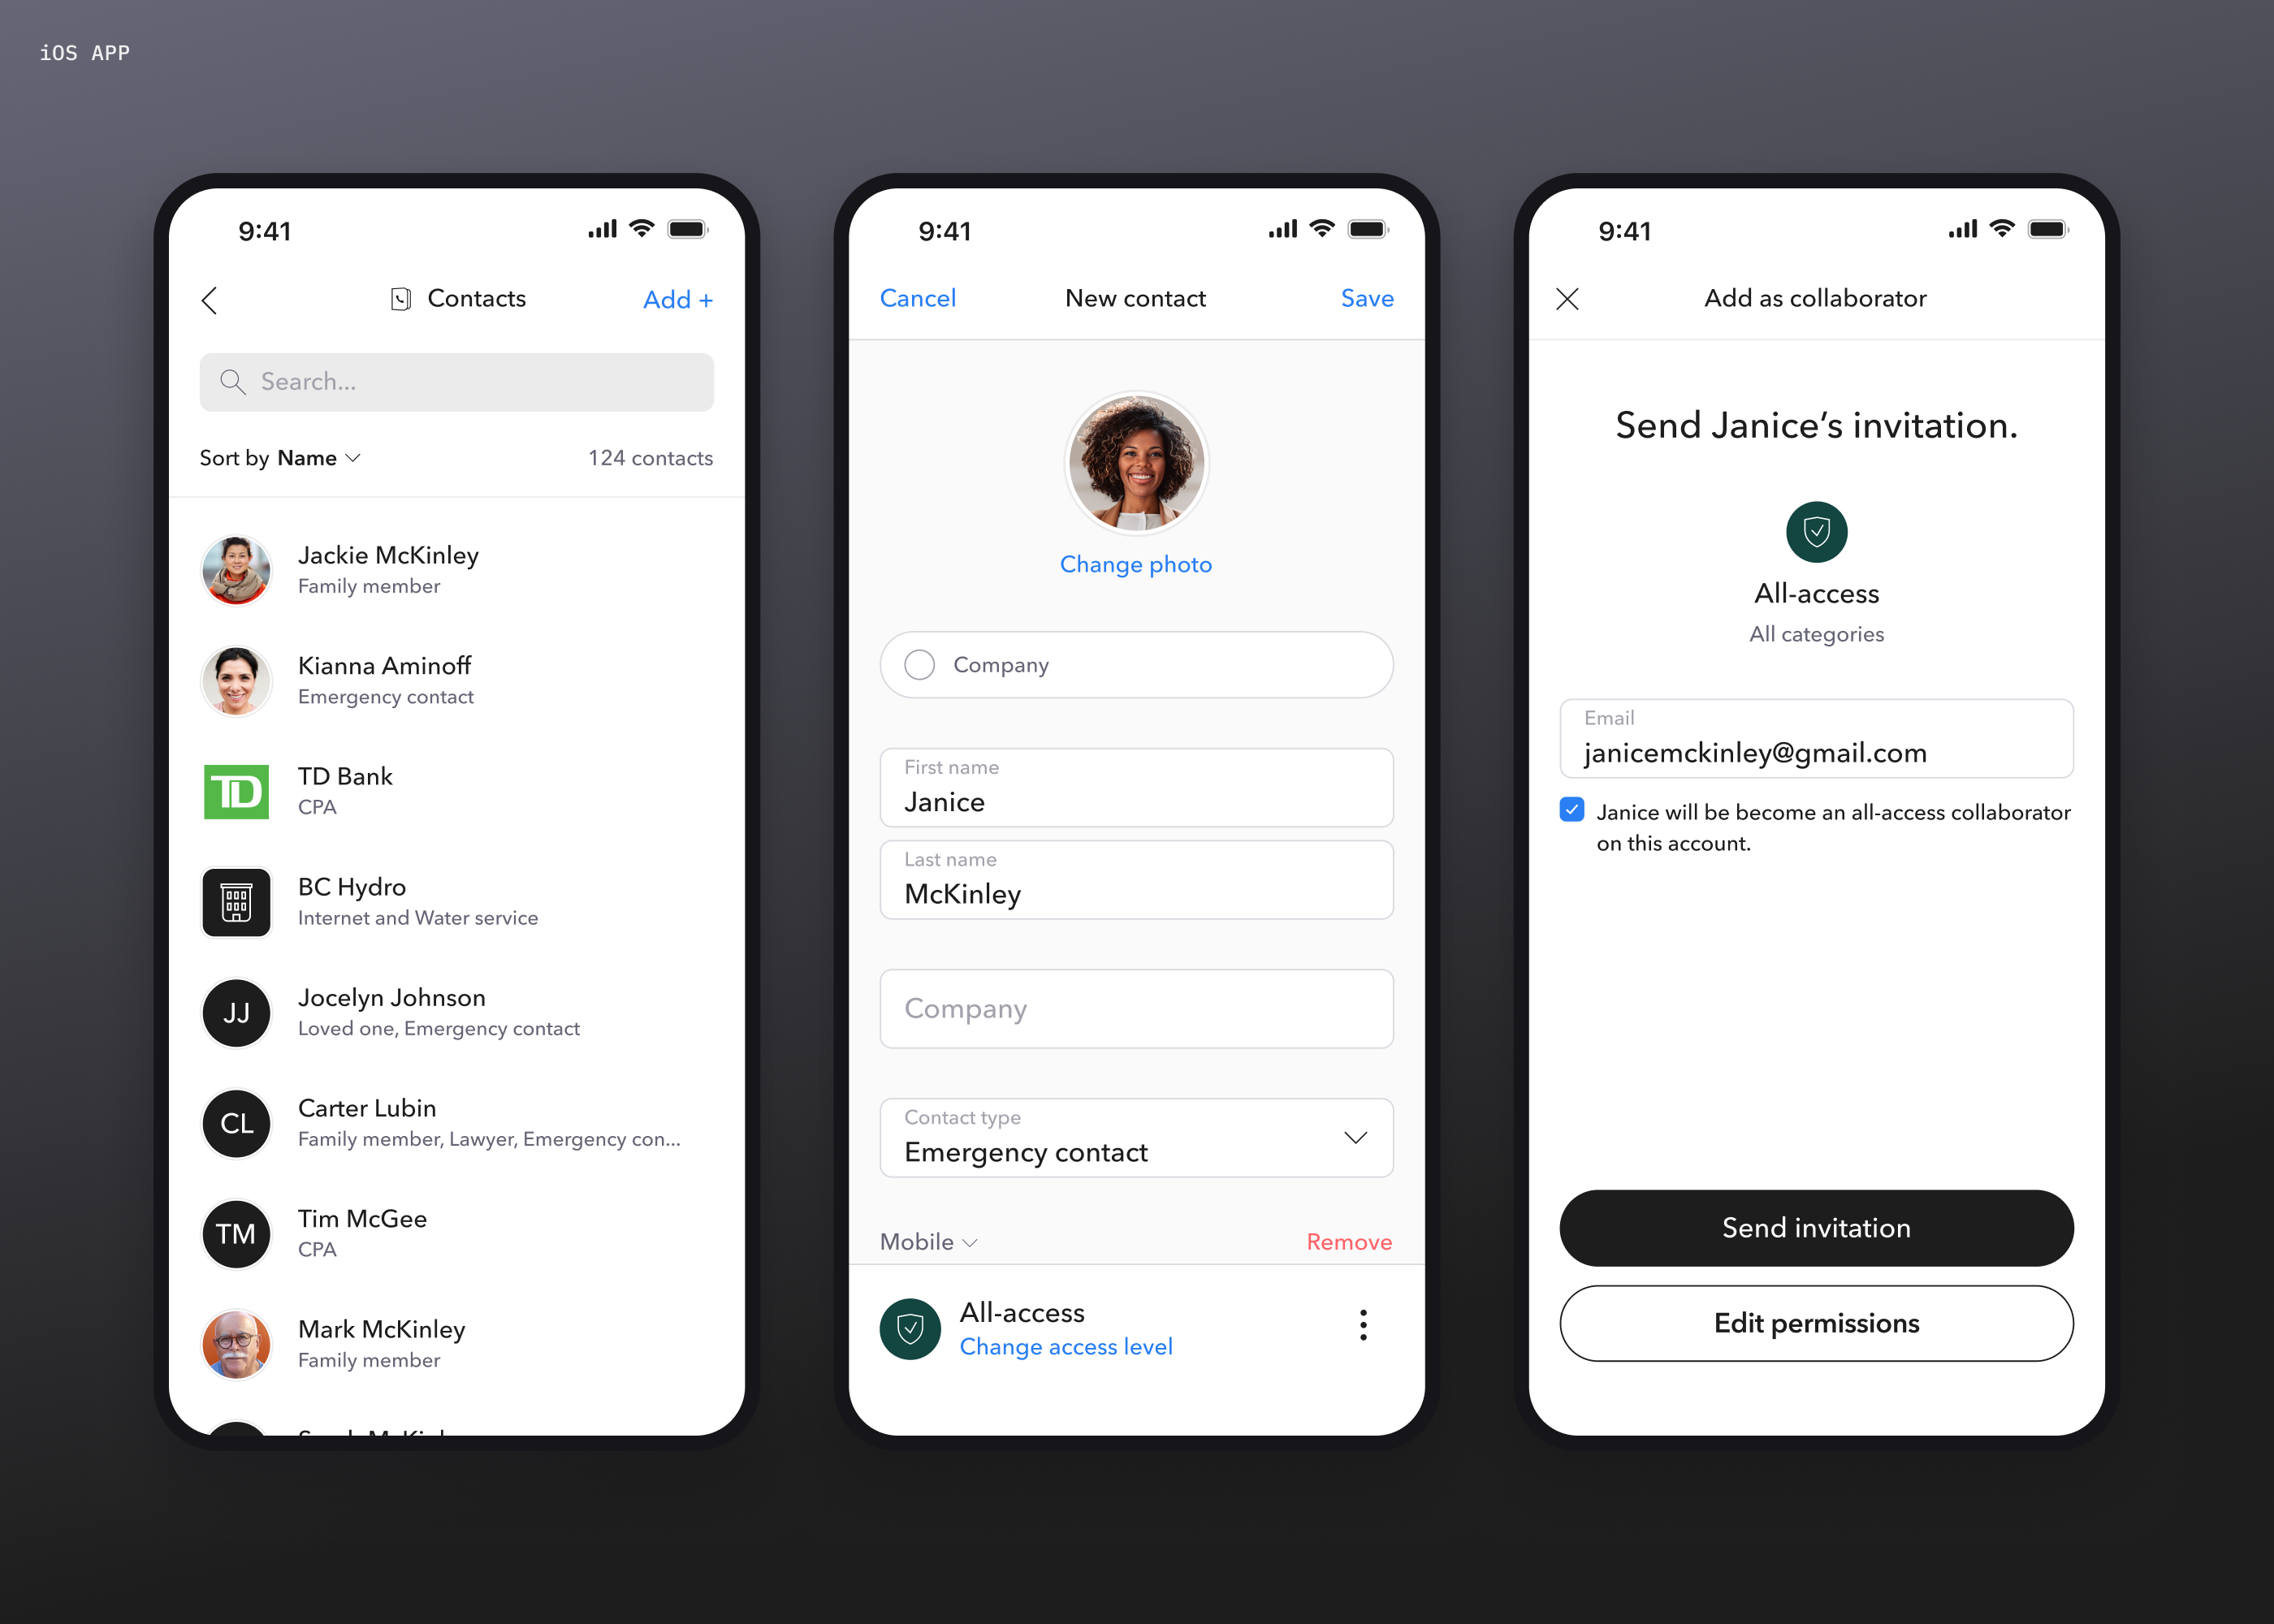 iOS APP
9:41
Contacts
Add +
Search...
Sort by Name
124 contacts
Jackie McKinley
Family member
Kianna Aminoff
Emergency contact
TD
TD Bank
CPA
BC Hydro
Internet and Water service
JJ
Jocelyn Johnson
Loved one, Emergency contact
CL
Carter Lubin
Family member, Lawyer, Emergency con...
TM
Tim McGee
CPA
Mark McKinley
Family member
9:41
Cancel
New contact
Save
Change photo
Company
First name
Janice
Last name
McKinley
Company
Contact type
Emergency contact
Mobile
Remove
All-access
Change access level
9:41
Add as collaborator
Send Janice’s invitation.
All-access
All categories
Email
janicemckinley@gmail.com
Janice will be become an all-access collaborator
on this account.
Send invitation
Edit permissions